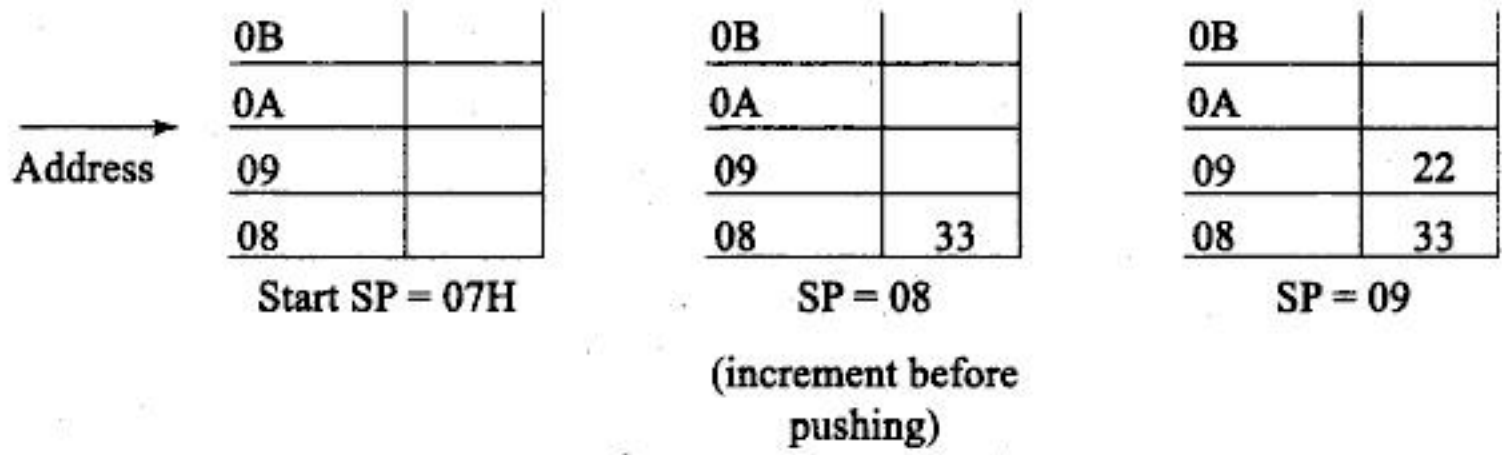 0B 0B 0B
0A 0A 0A
Address 09 09 09 22
08 08 33 08 33
Start SP = 07H SP = 08 SP = 09
(increment before
pushing)